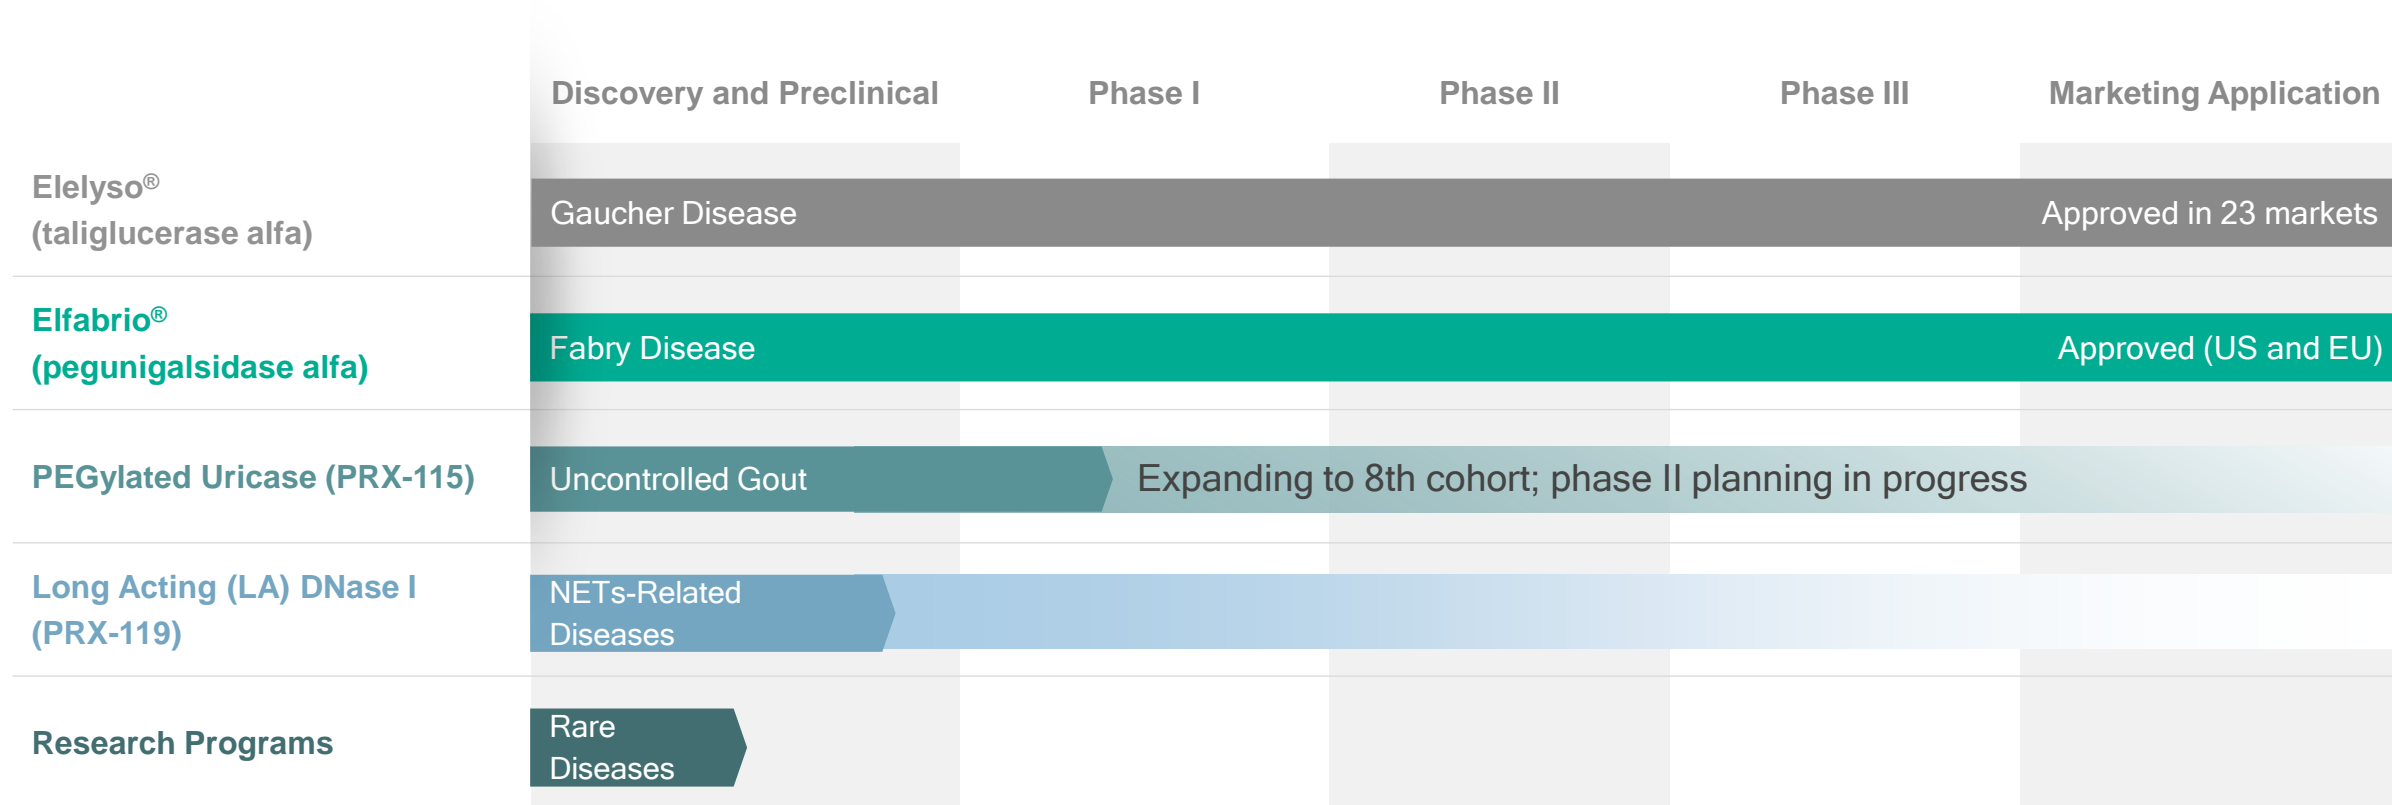 Discovery and Preclinical Phase I Phase II Phase III Marketing Application
Elelyso®
(taliglucerase alfa)
Gaucher Disease Approved in 23 markets
Elfabrio®
(pegunigalsidase alfa)
Fabry Disease Approved (US and EU)
PEGylated Uricase (PRX-115)
Uncontrolled Gout Expanding to 8th cohort; phase II planning in progress
Long Acting (LA) DNase I
(PRX-119)
NETs-Related
Diseases
Research Programs
Rare
Diseases